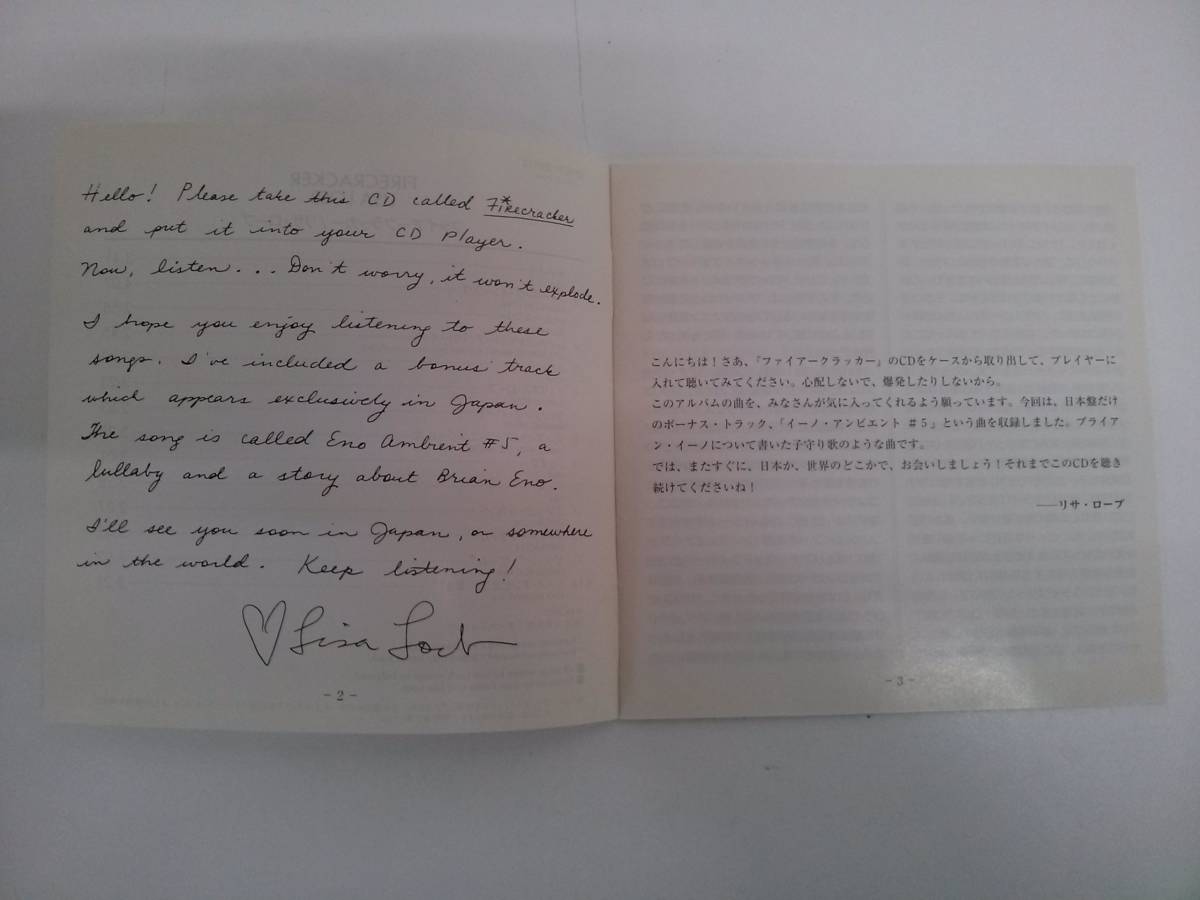 Hello! Please take this CD called Firecracker
and put it into your CD Player.
Now, listen... Don't worry, it won't explode.
I hope you enjoy listening to these
songs. I've included a bonus track
which appears exclusively in Japan.
The song is called Eno Ambient #5, a
lullaby and a story about Brian Eno.
I'll see you soon in Japan, or somewhere
in the world. Keep listening!
♡ Lisa Loeb
- 2 -
こんにちは！さあ、『ファイアークラッカー』のCDをケースから取り出して、プレイヤーに
入れて聴いてみてください。心配しないで、爆発したりしないから。
このアルバムの曲を、みなさんが気に入ってくれるよう願っています。今回は、日本盤だけ
のボーナス・トラック、「イーノ・アンビエント ＃5」という曲を収録しました。ブライア
ン・イーノについて書いた子守り歌のような曲です。
では、またすぐに、日本か、世界のどこかで、お会いしましょう！それまでこのCDを聴き
続けてくださいね！
――リサ・ローブ
- 3 -
FIRECRACKER